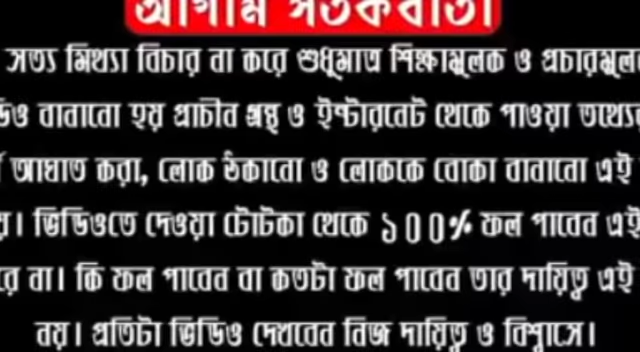 আগাম সতর্কবার্তা
সত্য মিথ্যা বিচার না করে শুধুমাত্র শিক্ষামূলক ও প্রচারমূলক
ডিও বানানো হয় প্রাচীন গ্রন্থ ও ইন্টারনেট থেকে পাওয়া তথ্যের
আঘাত করা, লোক ঠকানো ও লোককে বোকা বানানো এই
য়। ভিডিওতে দেওয়া টোটকা থেকে ১০০% ফল পাবেন এই
রে না। কি ফল পাবেন বা কতটা ফল পাবেন তার দায়িত্ব এই
নয়। প্রতিটা ভিডিও দেখবেন নিজ দায়িত্ব ও বিশ্বাসে।